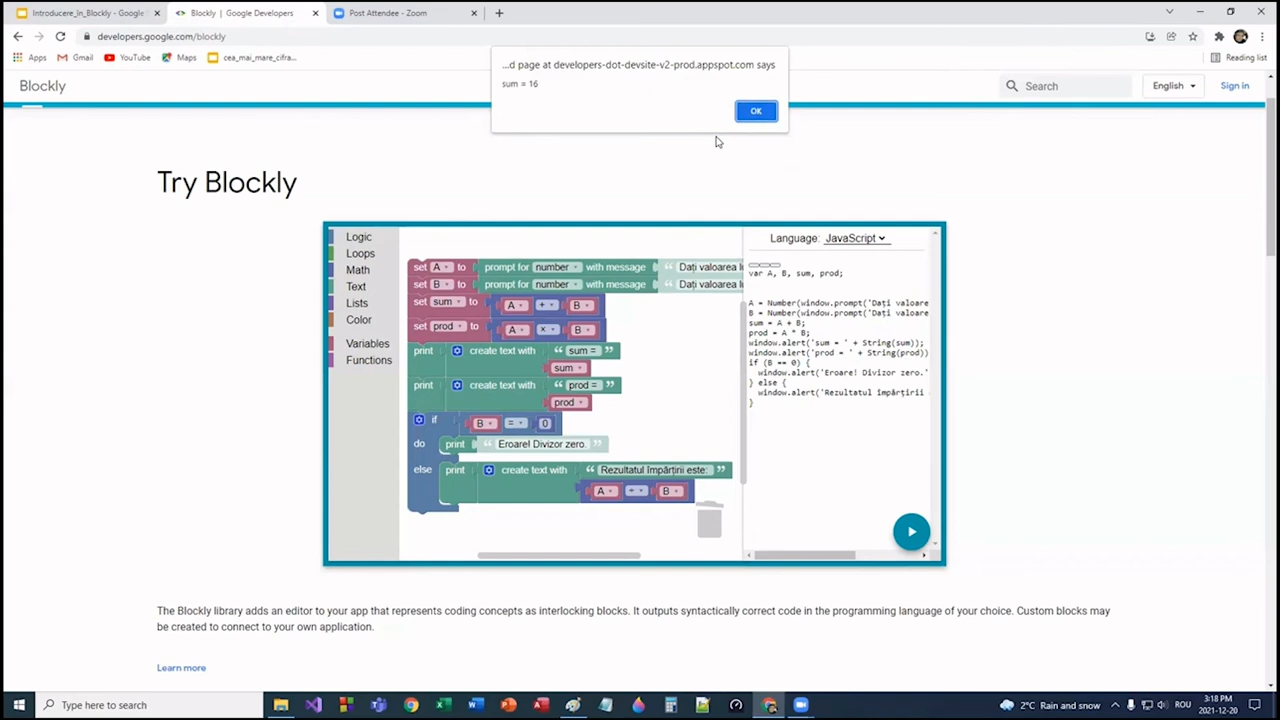 Introducere_in_Blockly - Google
Blockly | Google Developers
Post Attendee - Zoom
developers.google.com/blockly
Apps
Gmail
YouTube
Maps
cea_mai_mare_cifra...
Reading list
...d page at developers-dot-devsite-v2-prod.appspot.com says
sum = 16
OK
Blockly
Search
English
Sign in
Try Blockly
Logic
Loops
Math
Text
Lists
Color
Variables
Functions
set A to prompt for number with message “ Dați valoarea lu
set B to prompt for number with message “ Dați valoarea lu
set sum to A + B
set prod to A × B
print create text with “ sum = ”
sum
print create text with “ prod = ”
prod
if B = 0
do print “ Eroare! Divizor zero. ”
else print create text with “ Rezultatul împărțirii este: ”
A ÷ B
Language: JavaScript
var A, B, sum, prod;
A = Number(window.prompt('Dați valoare
B = Number(window.prompt('Dați valoare
sum = A + B;
prod = A * B;
window.alert('sum = ' + String(sum));
window.alert('prod = ' + String(prod))
if (B == 0) {
window.alert('Eroare! Divizor zero.'
} else {
window.alert('Rezultatul împărțirii
}
The Blockly library adds an editor to your app that represents coding concepts as interlocking blocks. It outputs syntactically correct code in the programming language of your choice. Custom blocks may
be created to connect to your own application.
Learn more
Type here to search
2°C Rain and snow
ROU
3:18 PM
2021-12-20